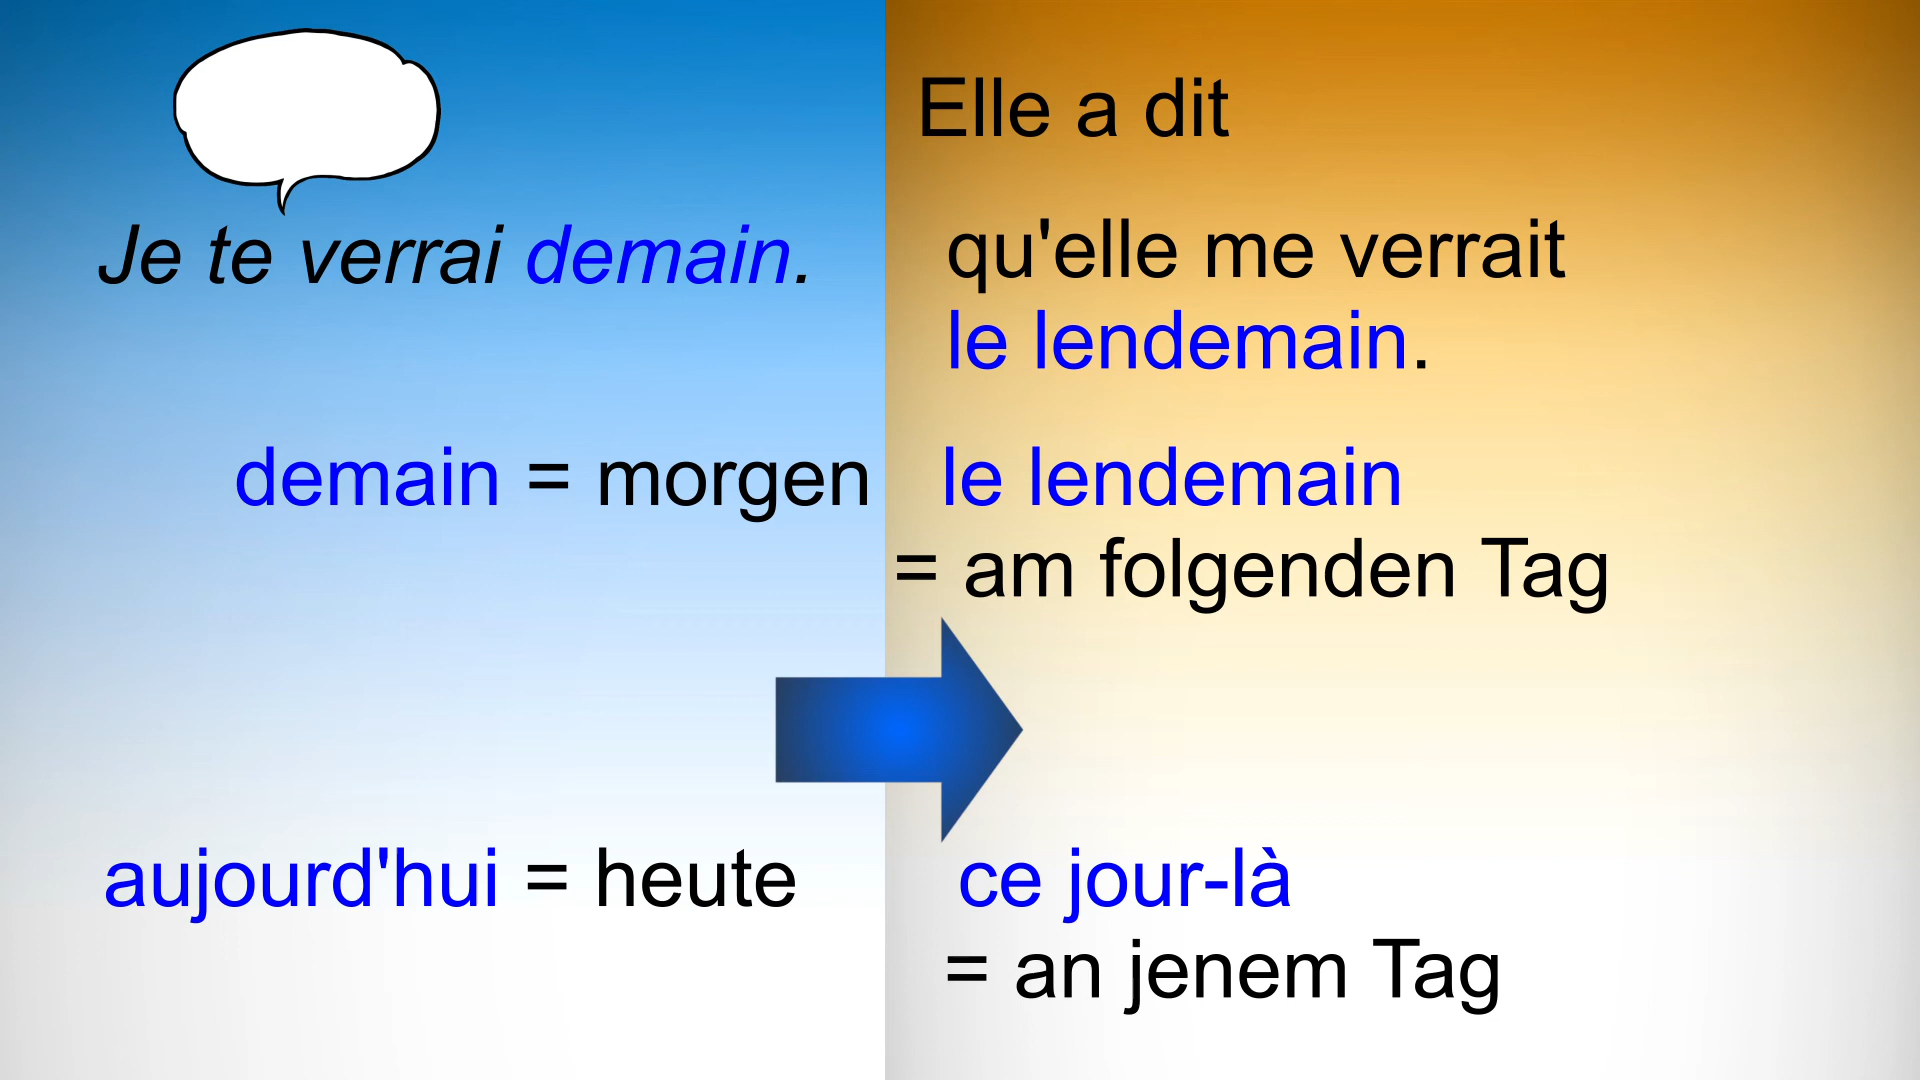 Je te verrai demain.
Elle a dit
qu'elle me verrait
le lendemain.
demain = morgen
le lendemain
= am folgenden Tag
aujourd'hui = heute
ce jour-là
= an jenem Tag